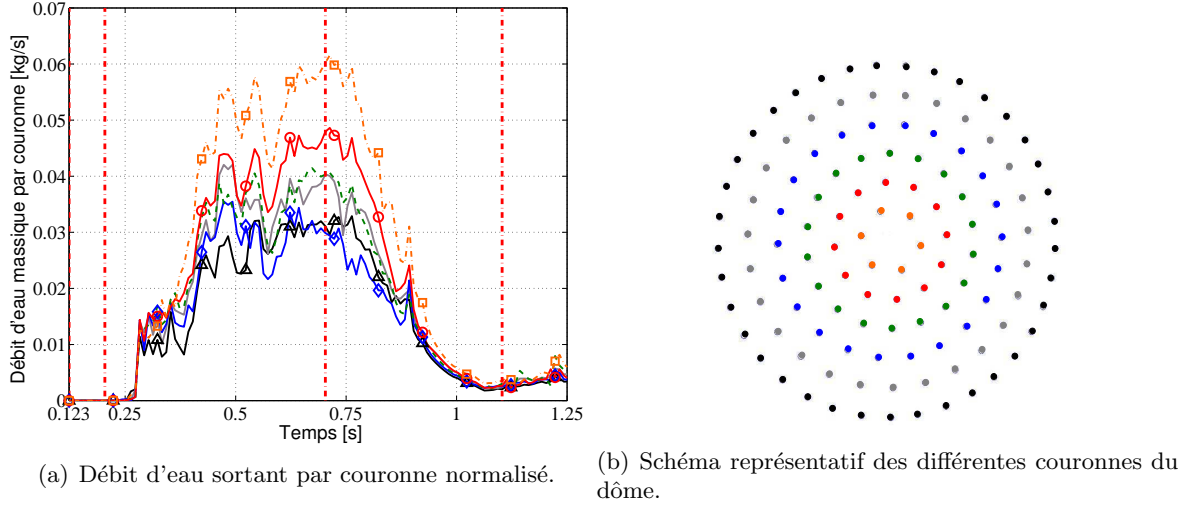 0.07
0.06
0.05
0.04
0.03
0.02
0.01
0
Débit d'eau massique par couronne [kg/s]
0.123 0.25 0.5 0.75 1 1.25
Temps [s]
(a) Débit d'eau sortant par couronne normalisé.
(b) Schéma représentatif des différentes couronnes du
dôme.